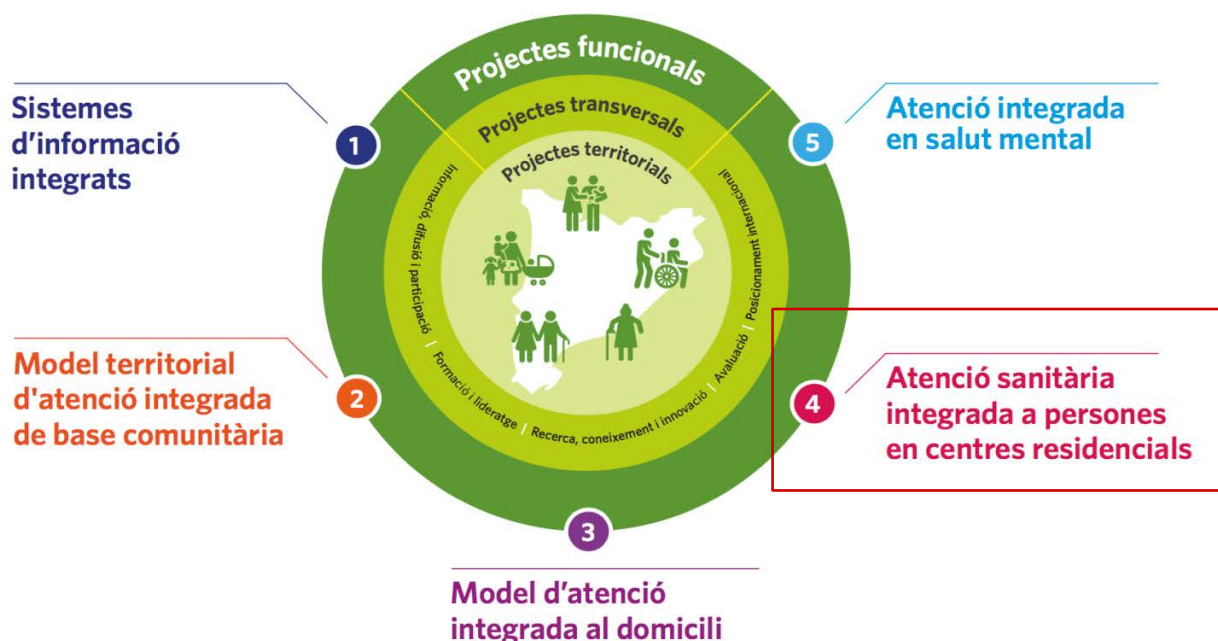 Projectes funcionals
Projectes transversals
Projectes territorials
Informació, difusió i participació | Formació i lideratge | Recerca, coneixement i innovació | Avaluació | Posicionament internacional
1
Sistemes
d’informació
integrats
2
Model territorial
d'atenció integrada
de base comunitària
3
Model d’atenció
integrada al domicili
4
Atenció sanitària
integrada a persones
en centres residencials
5
Atenció integrada
en salut mental